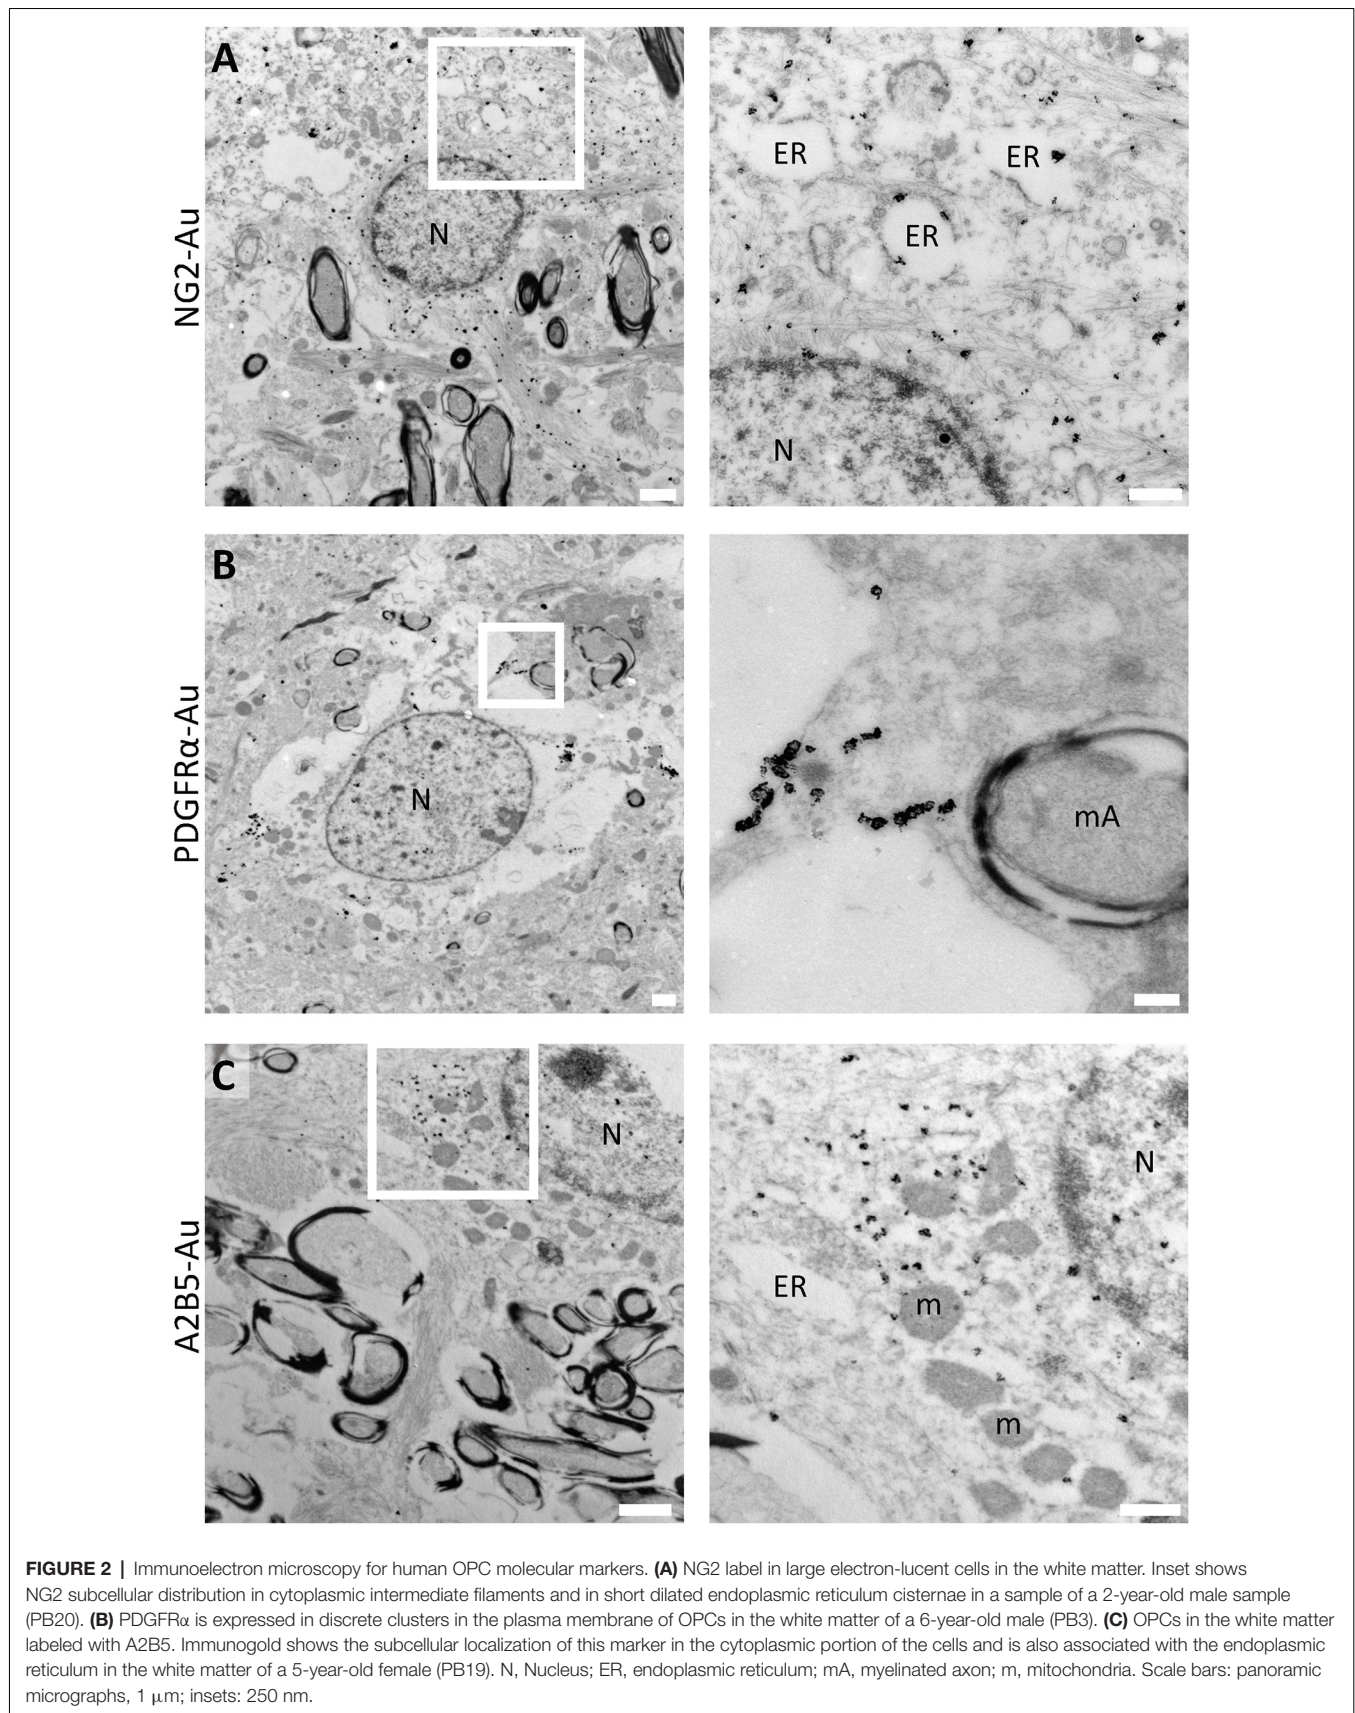 A
N
NG2-Au
ER
ER
ER
N
B
N
PDGFRα-Au
mA
C
N
A2B5-Au
N
ER
m
m
FIGURE 2 | Immunoelectron microscopy for human OPC molecular markers. (A) NG2 label in large electron-lucent cells in the white matter. Inset shows
NG2 subcellular distribution in cytoplasmic intermediate filaments and in short dilated endoplasmic reticulum cisternae in a sample of a 2-year-old male sample
(PB20). (B) PDGFRα is expressed in discrete clusters in the plasma membrane of OPCs in the white matter of a 6-year-old male (PB3). (C) OPCs in the white matter
labeled with A2B5. Immunogold shows the subcellular localization of this marker in the cytoplasmic portion of the cells and is also associated with the endoplasmic
reticulum in the white matter of a 5-year-old female (PB19). N, Nucleus; ER, endoplasmic reticulum; mA, myelinated axon; m, mitochondria. Scale bars: panoramic
micrographs, 1 μm; insets: 250 nm.